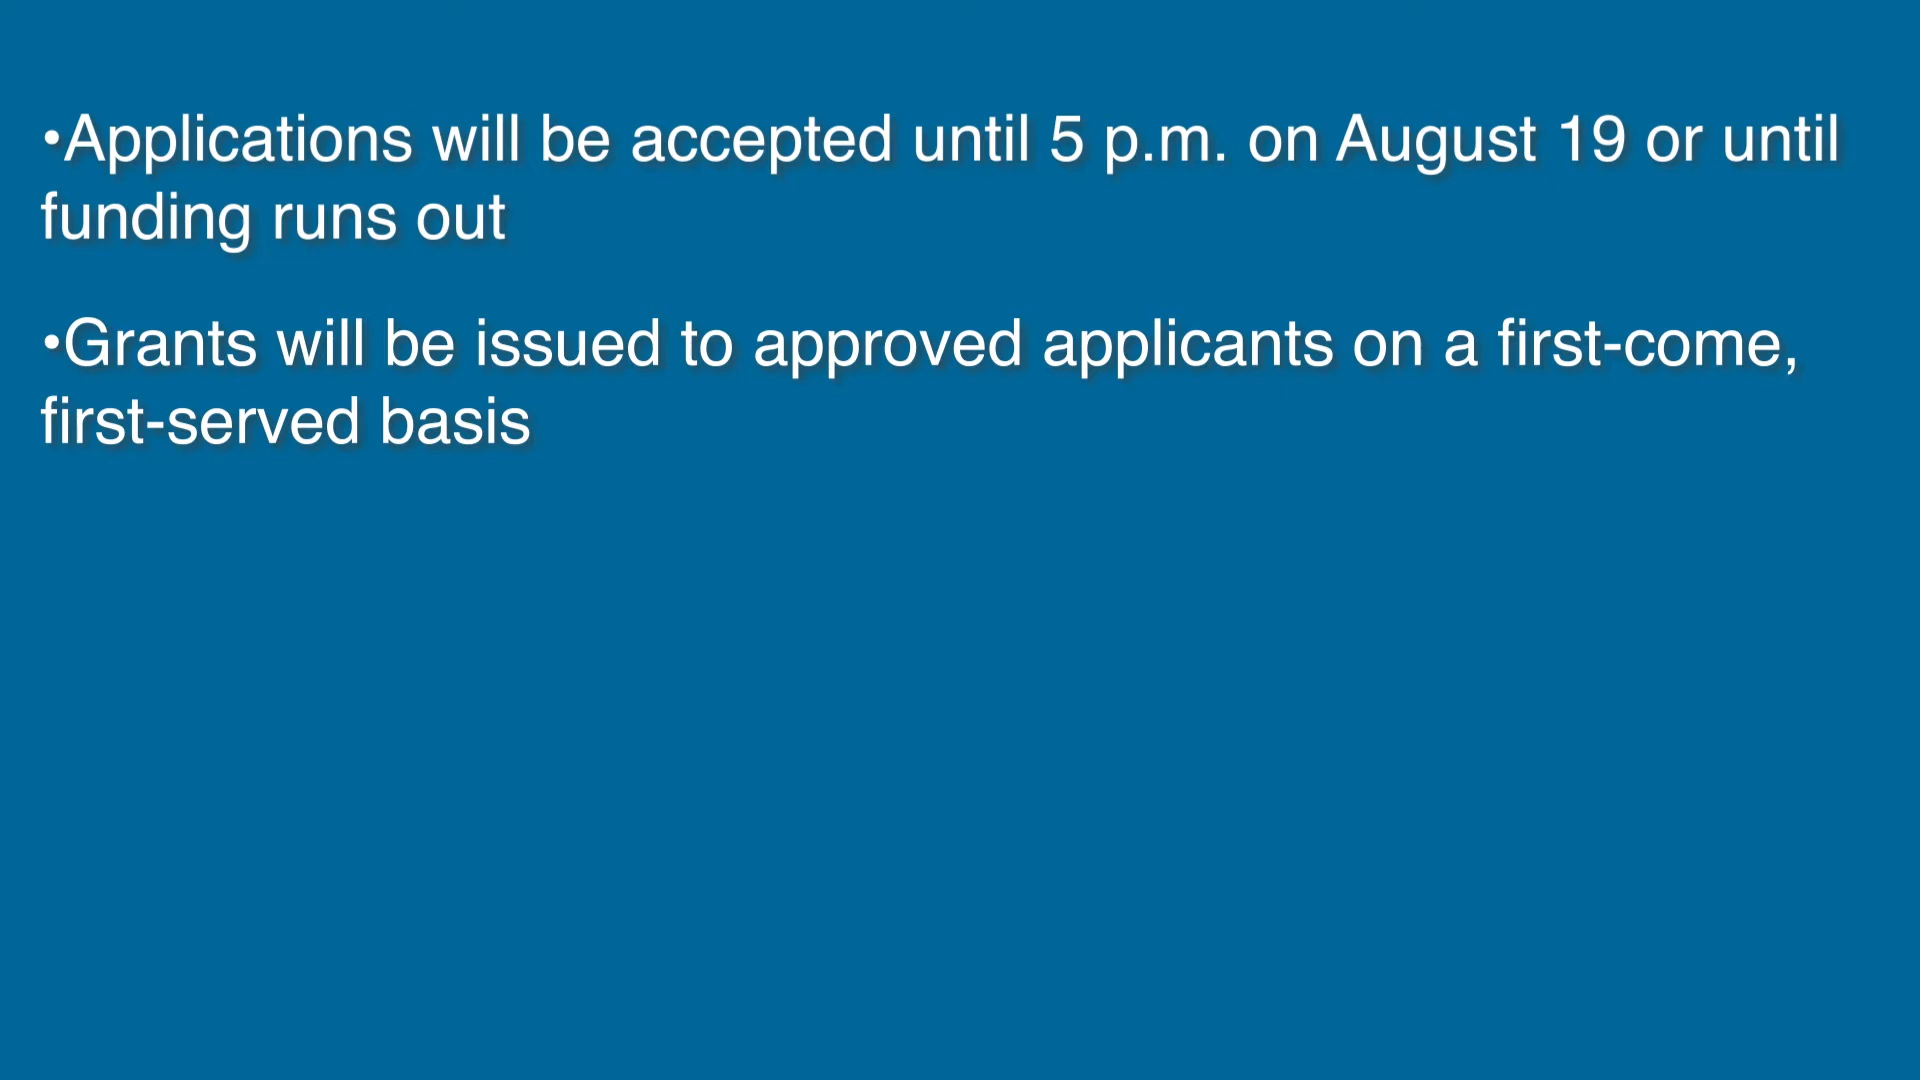 •Applications will be accepted until 5 p.m. on August 19 or until
funding runs out
•Grants will be issued to approved applicants on a first-come,
first-served basis